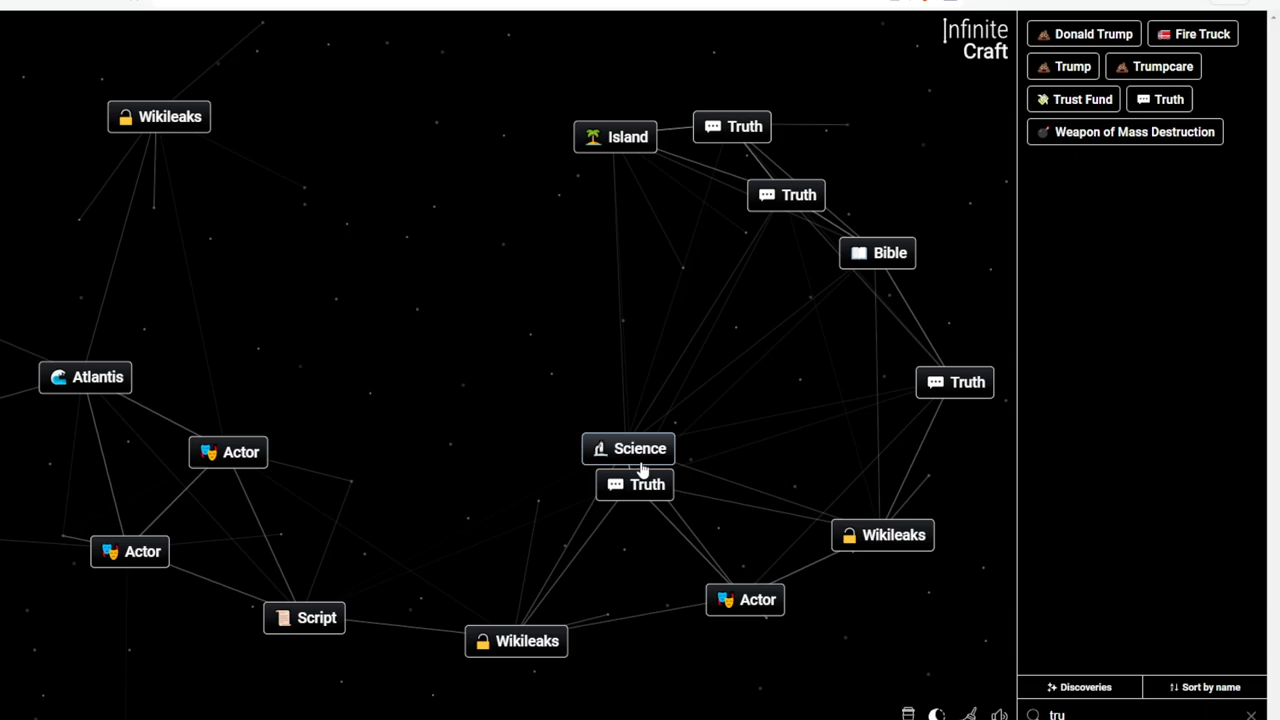 Infinite
Craft
Donald Trump
Fire Truck
Trump
Trumpcare
Trust Fund
Truth
Weapon of Mass Destruction
Wikileaks
Island
Truth
Truth
Bible
Atlantis
Truth
Actor
Science
Truth
Actor
Wikileaks
Actor
Script
Wikileaks
Discoveries
Sort by name
tru